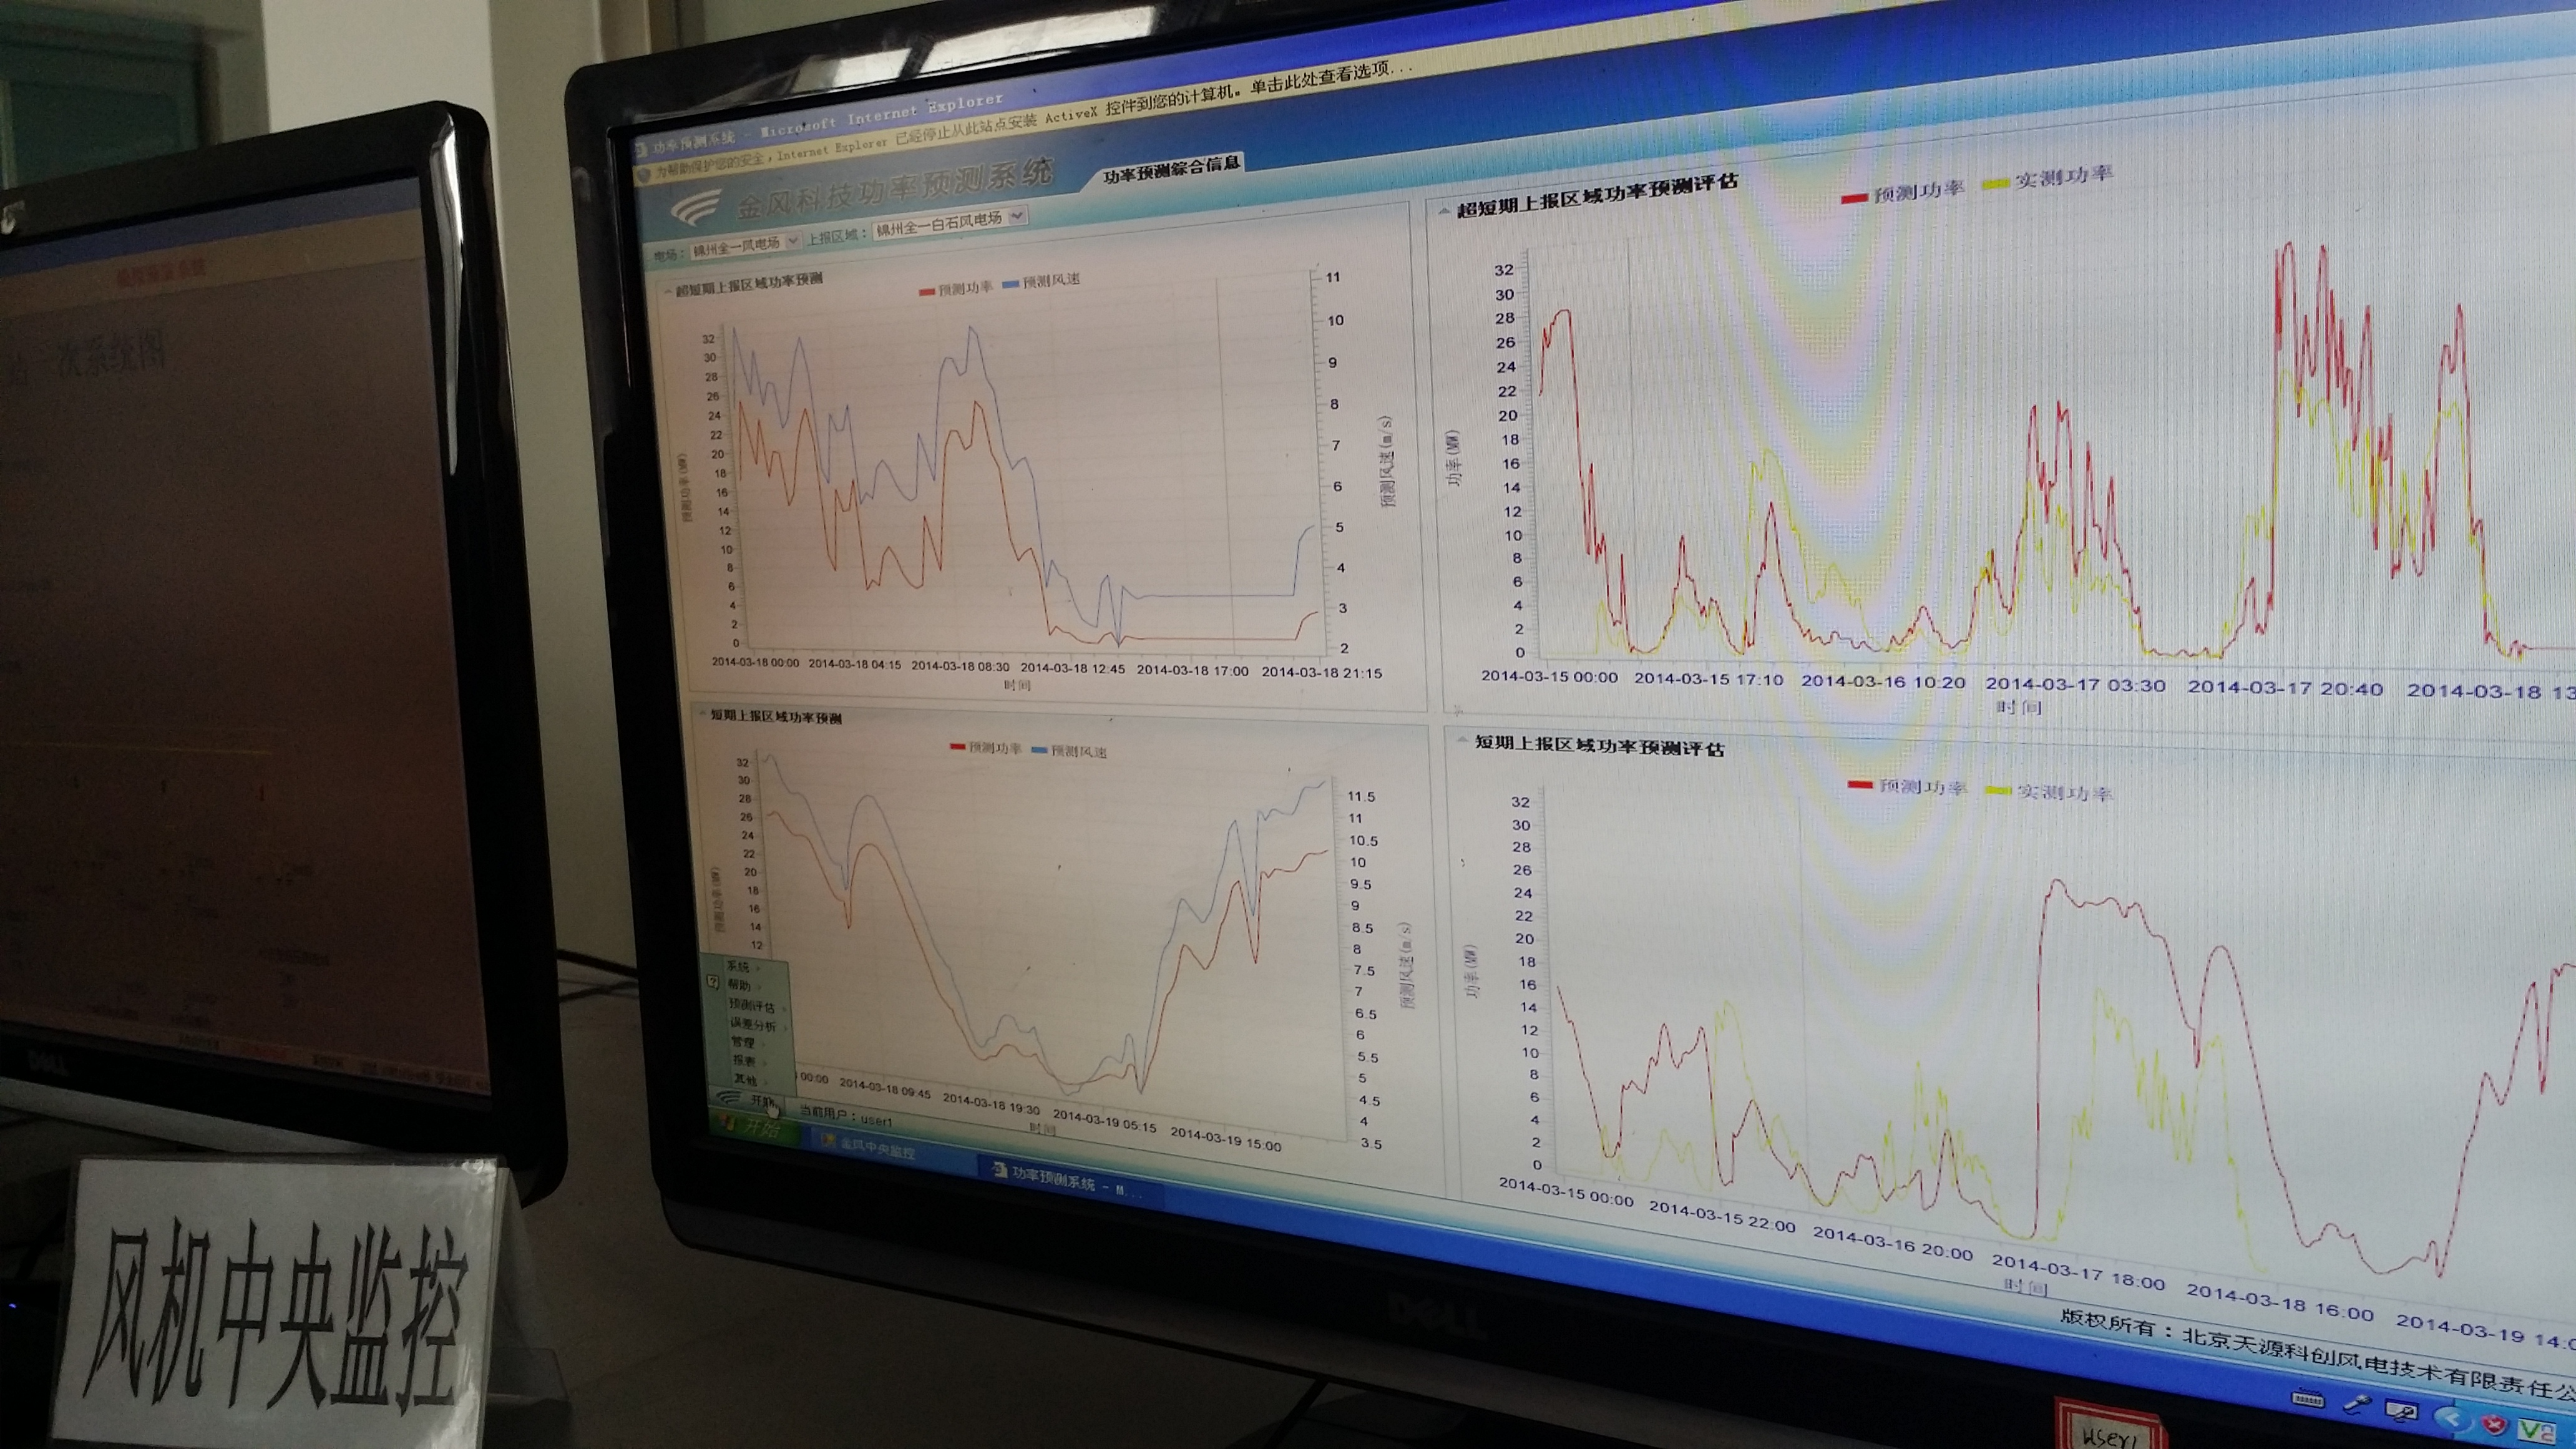 功率预测系统 - Microsoft Internet Explorer
为帮助保护您的安全，Internet Explorer 已经停止从此站点安装 ActiveX 控件到您的计算机。单击此处查看选项...
金风科技功率预测系统
功率预测综合信息
电场：锦州全一风电场 上报区域：锦州全一白石风电场
超短期上报区域功率预测
预测功率 预测风速
32
30
28
26
24
22
20
18
16
14
12
10
8
6
4
2
0
预测功率(MW)
11
10
9
8
7
6
5
4
3
2
预测风速(m/s)
2014-03-18 00:00 2014-03-18 04:15 2014-03-18 08:30 2014-03-18 12:45 2014-03-18 17:00 2014-03-18 21:15
时间
超短期上报区域功率预测评估
预测功率 实测功率
32
30
28
26
24
22
20
18
16
14
12
10
8
6
4
2
0
功率(MW)
2014-03-15 00:00 2014-03-15 17:10 2014-03-16 10:20 2014-03-17 03:30 2014-03-17 20:40 2014-03-18 13
时间
短期上报区域功率预测
预测功率 预测风速
32
30
28
26
24
22
20
18
16
14
12
预测功率(MW)
11.5
11
10.5
10
9.5
9
8.5
8
7.5
7
6.5
6
5.5
5
4.5
4
3.5
预测风速(m/s)
00:00 2014-03-18 09:45 2014-03-18 19:30 2014-03-19 05:15 2014-03-19 15:00
时间
短期上报区域功率预测评估
预测功率 实测功率
32
30
28
26
24
22
20
18
16
14
12
10
8
6
4
2
0
功率(MW)
2014-03-15 00:00 2014-03-15 22:00 2014-03-16 20:00 2014-03-17 18:00 2014-03-18 16:00 2014-03-19 14:0
时间
系统
帮助
预测评估
误差分析
管理
报表
其他
当前用户：user1
版权所有：北京天源科创风电技术有限责任公
开始
金风中央监控
功率预测系统 - M...
DELL
次系统图
DELL
风机中央监控